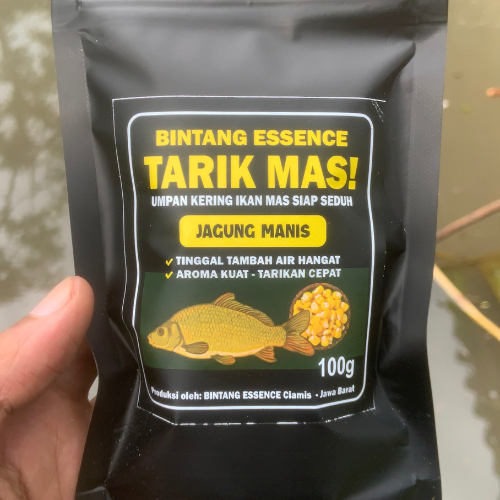 BINTANG ESSENCE
TARIK MAS!
UMPAN KERING IKAN MAS SIAP SEDUH
JAGUNG MANIS
✓ TINGGAL TAMBAH AIR HANGAT
✓ AROMA KUAT - TARIKAN CEPAT
100g
Produksi oleh: BINTANG ESSENCE Ciamis - Jawa Barat